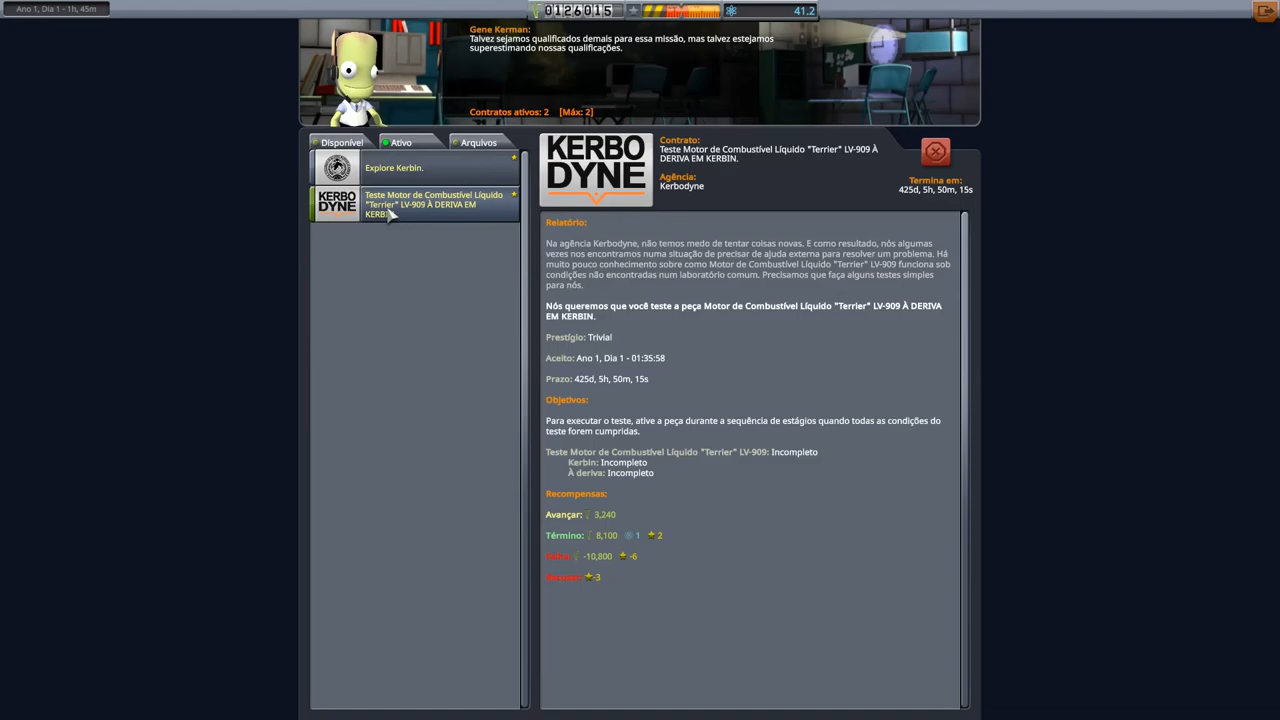 Ano 1, Dia 1 - 1h, 45m
0126015
41.2
Gene Kerman:
Talvez sejamos qualificados demais para essa missão, mas talvez estejamos
superestimando nossas qualificações.
Contratos ativos: 2 [Máx: 2]
Disponível
Ativo
Arquivos
Explore Kerbin.
KERBO
DYNE
Teste Motor de Combustível Líquido
"Terrier" LV-909 À DERIVA EM
KERBO
DYNE
Contrato:
Teste Motor de Combustível Líquido "Terrier" LV-909 À
DERIVA EM KERBIN.
Agência:
Kerbodyne
Termina em:
425d, 5h, 50m, 15s
Relatório:
Na agência Kerbodyne, não temos medo de tentar coisas novas. E como resultado, nós algumas
vezes nos encontramos numa situação de precisar de ajuda externa para resolver um problema. Há
muito pouco conhecimento sobre como Motor de Combustível Líquido "Terrier" LV-909 funciona sob
condições não encontradas num laboratório comum. Precisamos que faça alguns testes simples
para nós.
Nós queremos que você teste a peça Motor de Combustível Líquido "Terrier" LV-909 À DERIVA
EM KERBIN.
Prestígio: Trivial
Aceito: Ano 1, Dia 1 - 01:35:58
Prazo: 425d, 5h, 50m, 15s
Objetivos:
Para executar o teste, ative a peça durante a sequência de estágios quando todas as condições do
teste forem cumpridas.
Teste Motor de Combustível Líquido "Terrier" LV-909: Incompleto
Kerbin: Incompleto
À deriva: Incompleto
Recompensas:
Avançar: 3,240
Término: 8,100 1 2
-10,800 -6
-3